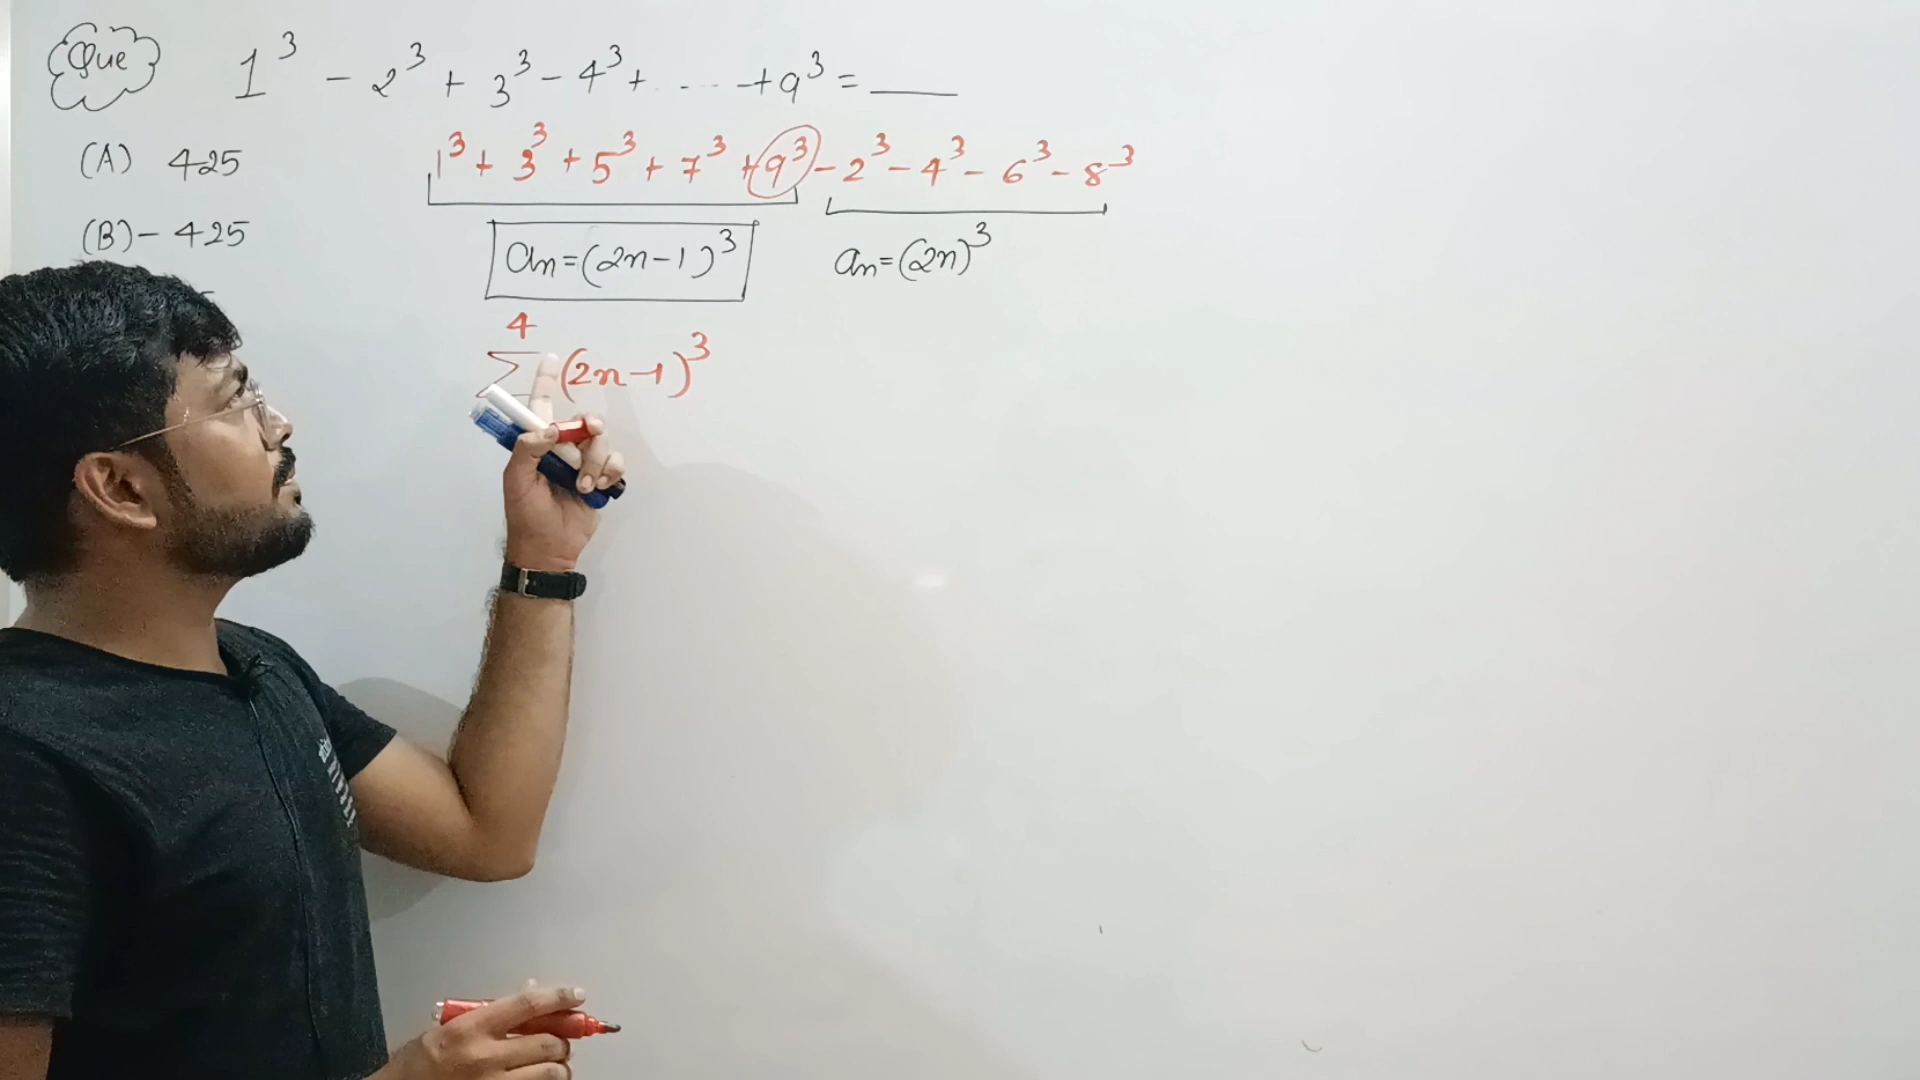 Que 1³ - 2³ + 3³ - 4³ + ..... + 9³ = ____
(A) 425
1³ + 3³ + 5³ + 7³ + 9³ - 2³ - 4³ - 6³ - 8³
(B) - 425
an = (2n-1)³
an = (2n)³
4
Σ (2n-1)³